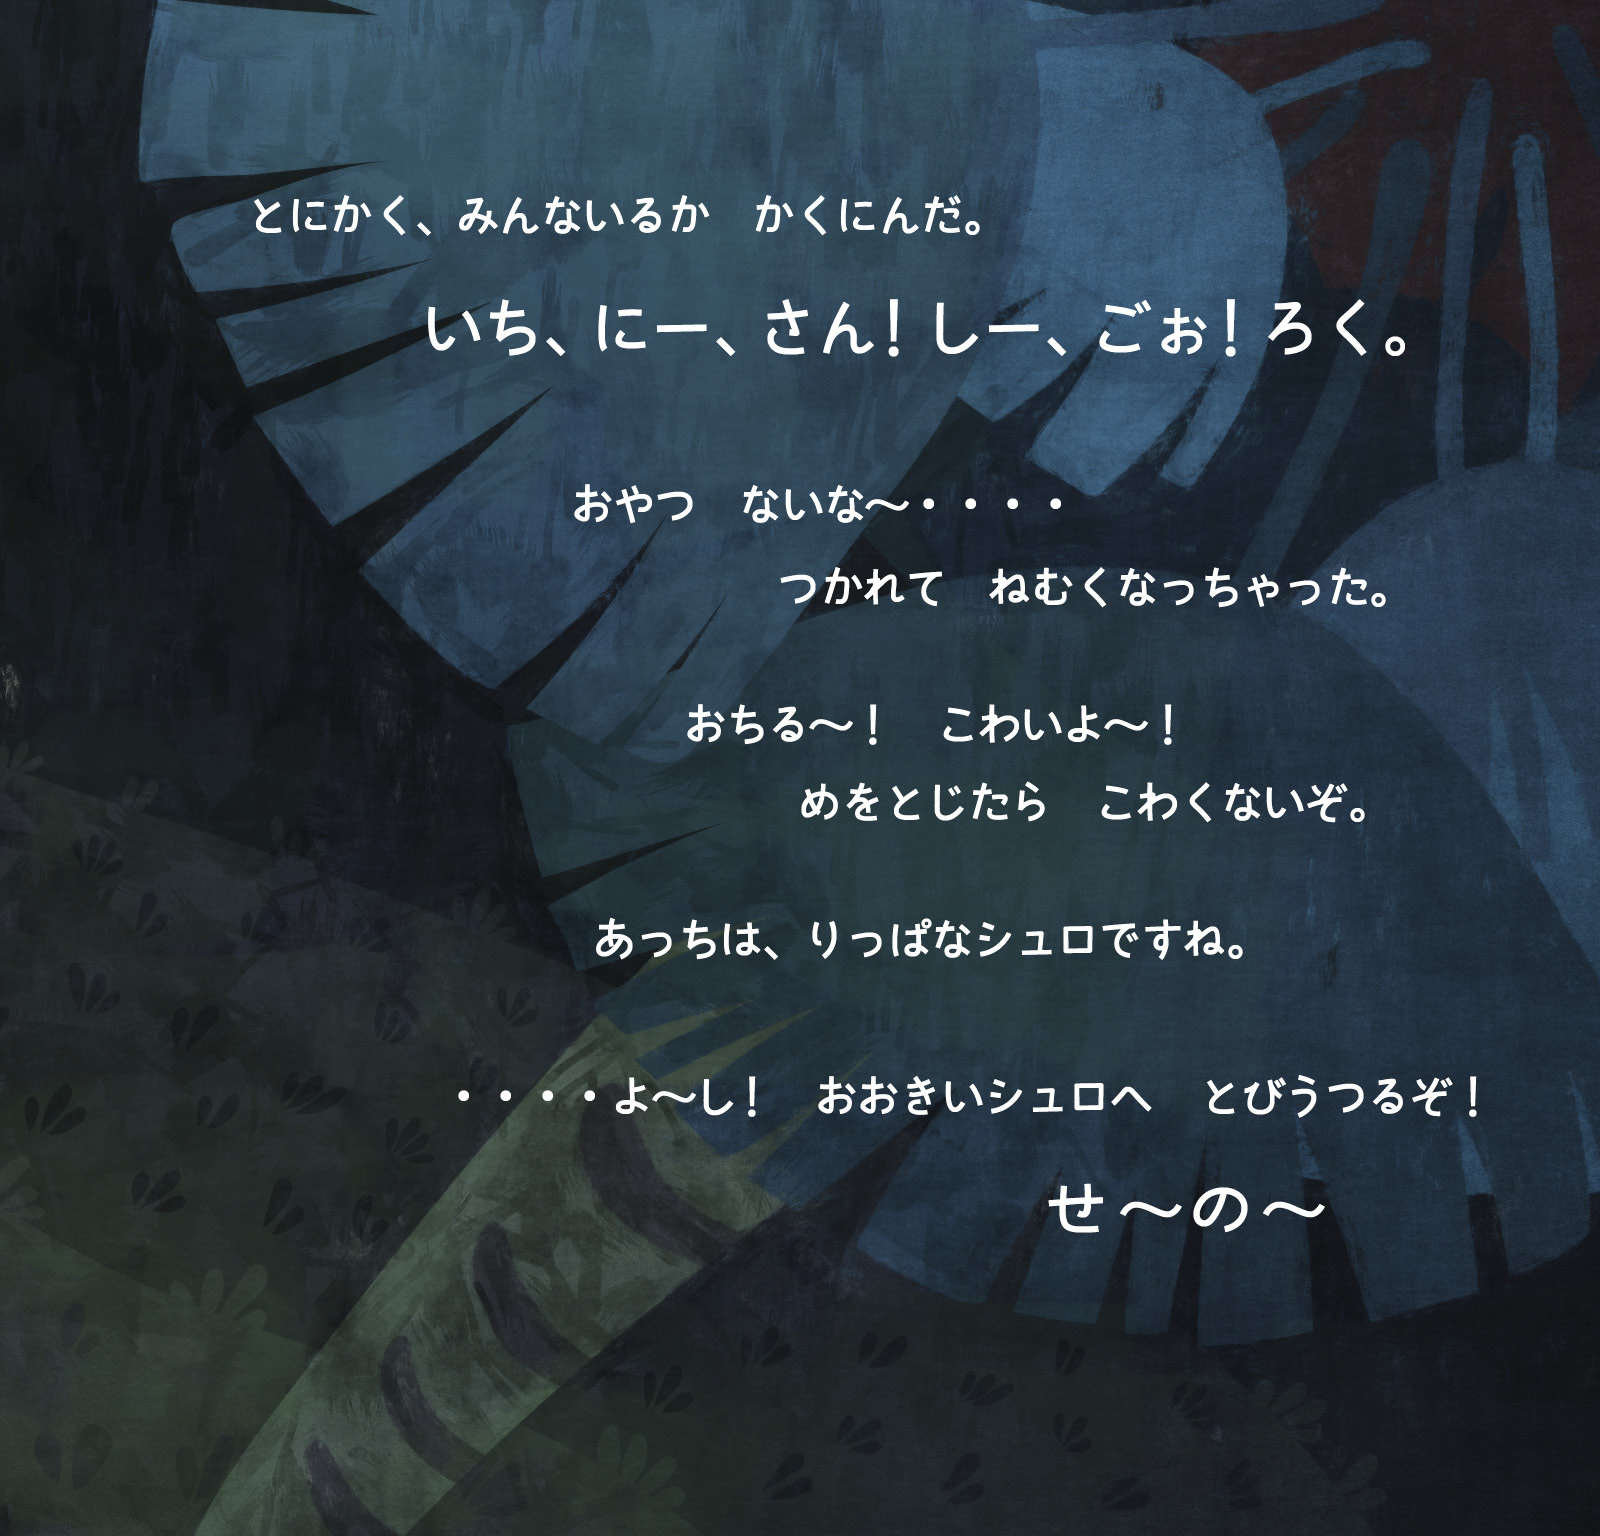 とにかく、みんないるか　かくにんだ。
いち、にー、さん！しー、ごぉ！ろく。
おやつ　ないな～・・・・
つかれて　ねむくなっちゃった。
おちる～！　こわいよ～！
めをとじたら　こわくないぞ。
あっちは、りっぱなシュロですね。
・・・・よ～し！　おおきいシュロへ　とびうつるぞ！
せ～の～